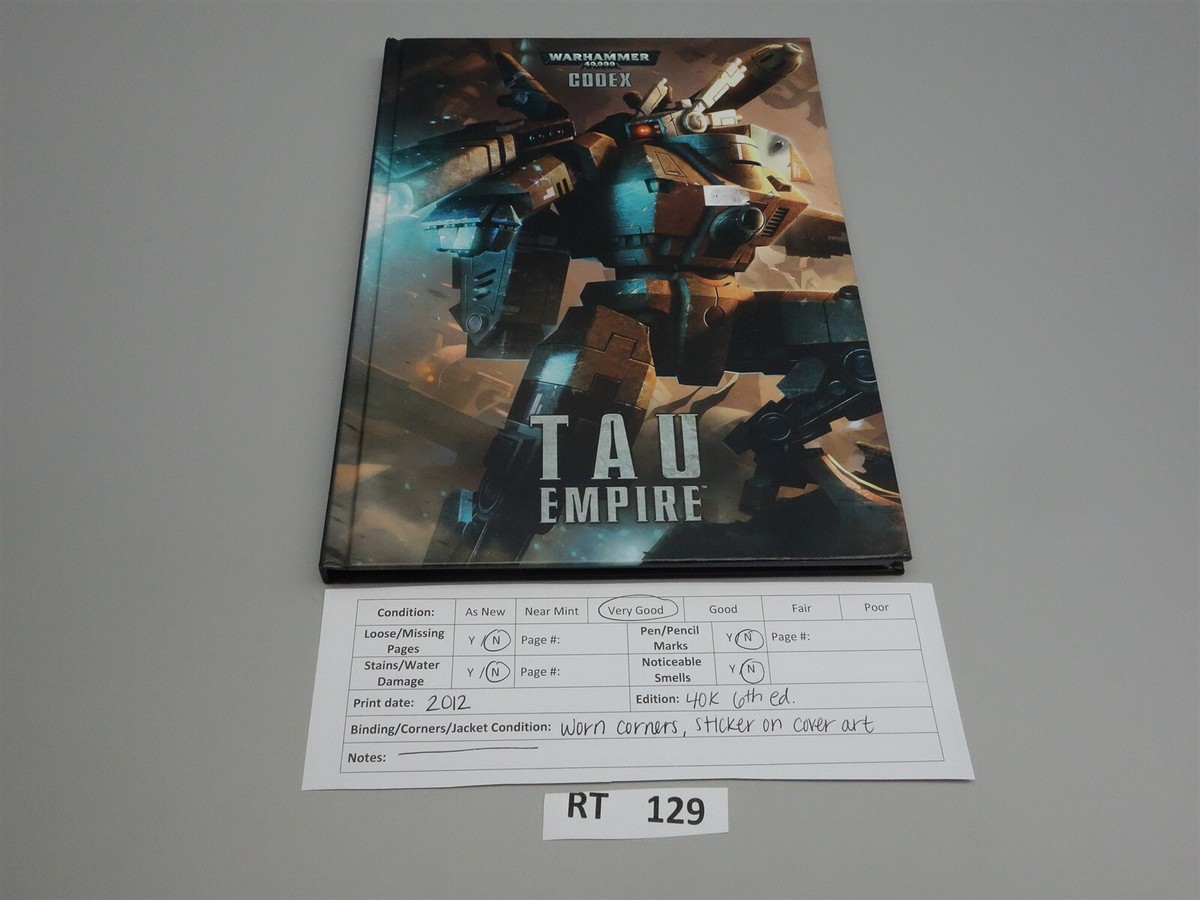 WARHAMMER
40,000
CODEX
TAU
EMPIRE™
Condition: As New Near Mint Very Good Good Fair Poor
Loose/Missing Pages Y / N Page #: Pen/Pencil Marks Y / N Page #:
Stains/Water Damage Y / N Page #: Noticeable Smells Y / N
Print date: 2012 Edition: 40K 6th ed.
Binding/Corners/Jacket Condition: worn corners, sticker on cover art
Notes:
RT 129